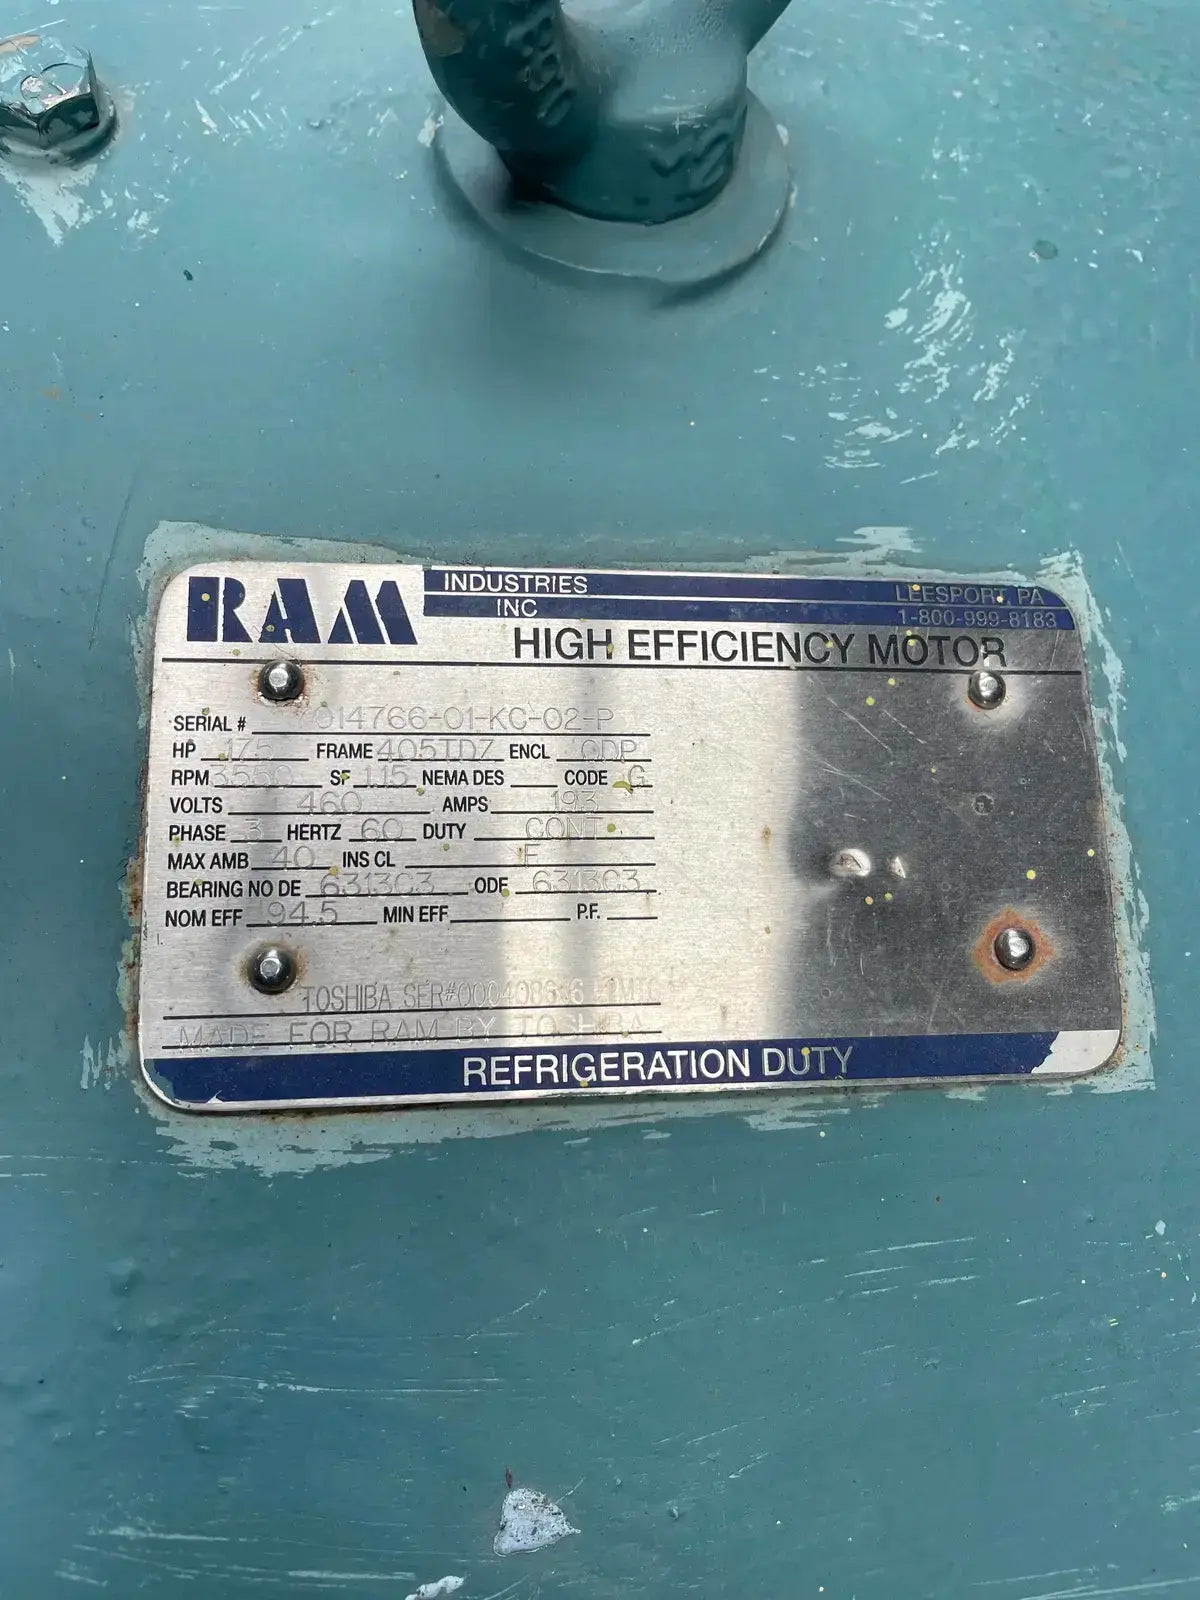 RAM INDUSTRIES INC LEESPORT, PA
1-800-999-8183
HIGH EFFICIENCY MOTOR
SERIAL # 014766-01-KC-02-P
HP 175 FRAME 405TDZ ENCL ODP
RPM 3550 SF 1.15 NEMA DES CODE G
VOLTS 460 AMPS 193
PHASE 3 HERTZ 60 DUTY CONT
MAX AMB 40 INS CL F
BEARING NO DE 6313C3 ODE 6313C3
NOM EFF 94.5 MIN EFF P.F.
TOSHIBA SER#
MADE FOR RAM BY TOSHIBA
REFRIGERATION DUTY